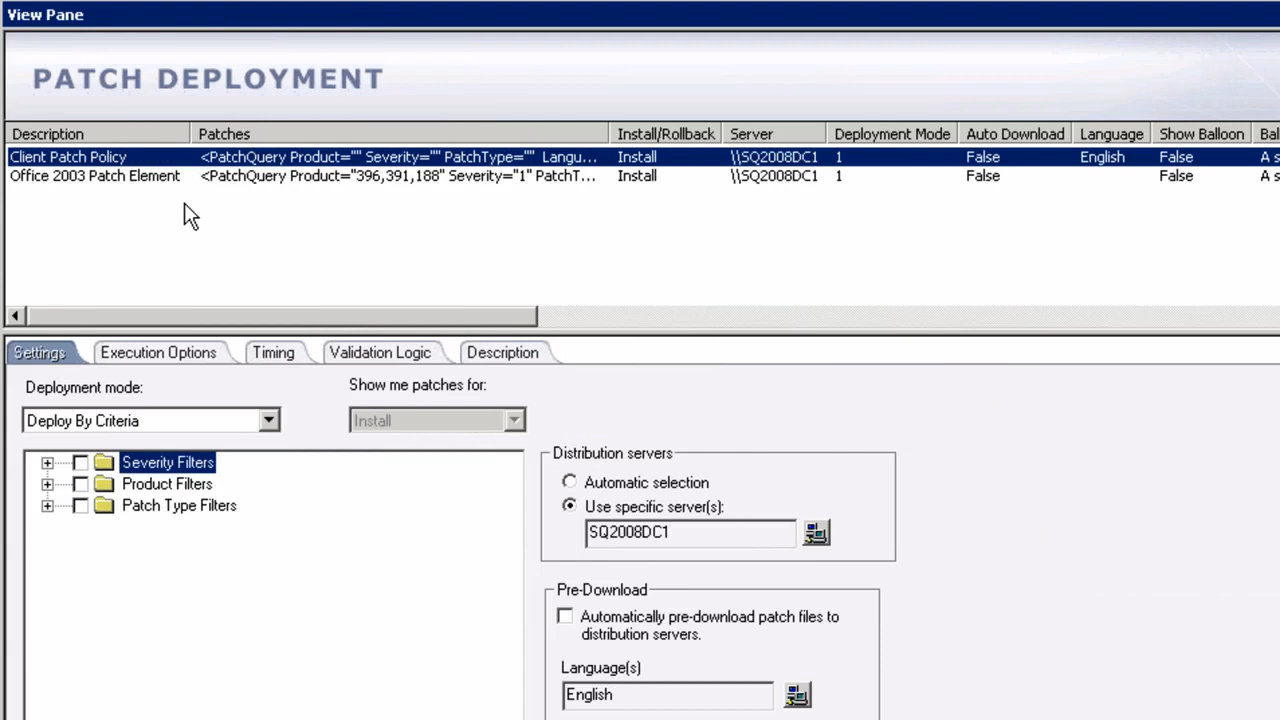 View Pane
PATCH DEPLOYMENT
Description Patches Install/Rollback Server Deployment Mode Auto Download Language Show Balloon Bal
Client Patch Policy <PatchQuery Product="" Severity="" PatchType="" Langu... Install \\SQ2008DC1 1 False English False A s
Office 2003 Patch Element <PatchQuery Product="396,391,188" Severity="1" PatchT... Install \\SQ2008DC1 1 False False A s
Settings Execution Options Timing Validation Logic Description
Deployment mode: Show me patches for:
Deploy By Criteria Install
Severity Filters
Product Filters
Patch Type Filters
Distribution servers
Automatic selection
Use specific server(s):
SQ2008DC1
Pre-Download
Automatically pre-download patch files to
distribution servers.
Language(s)
English